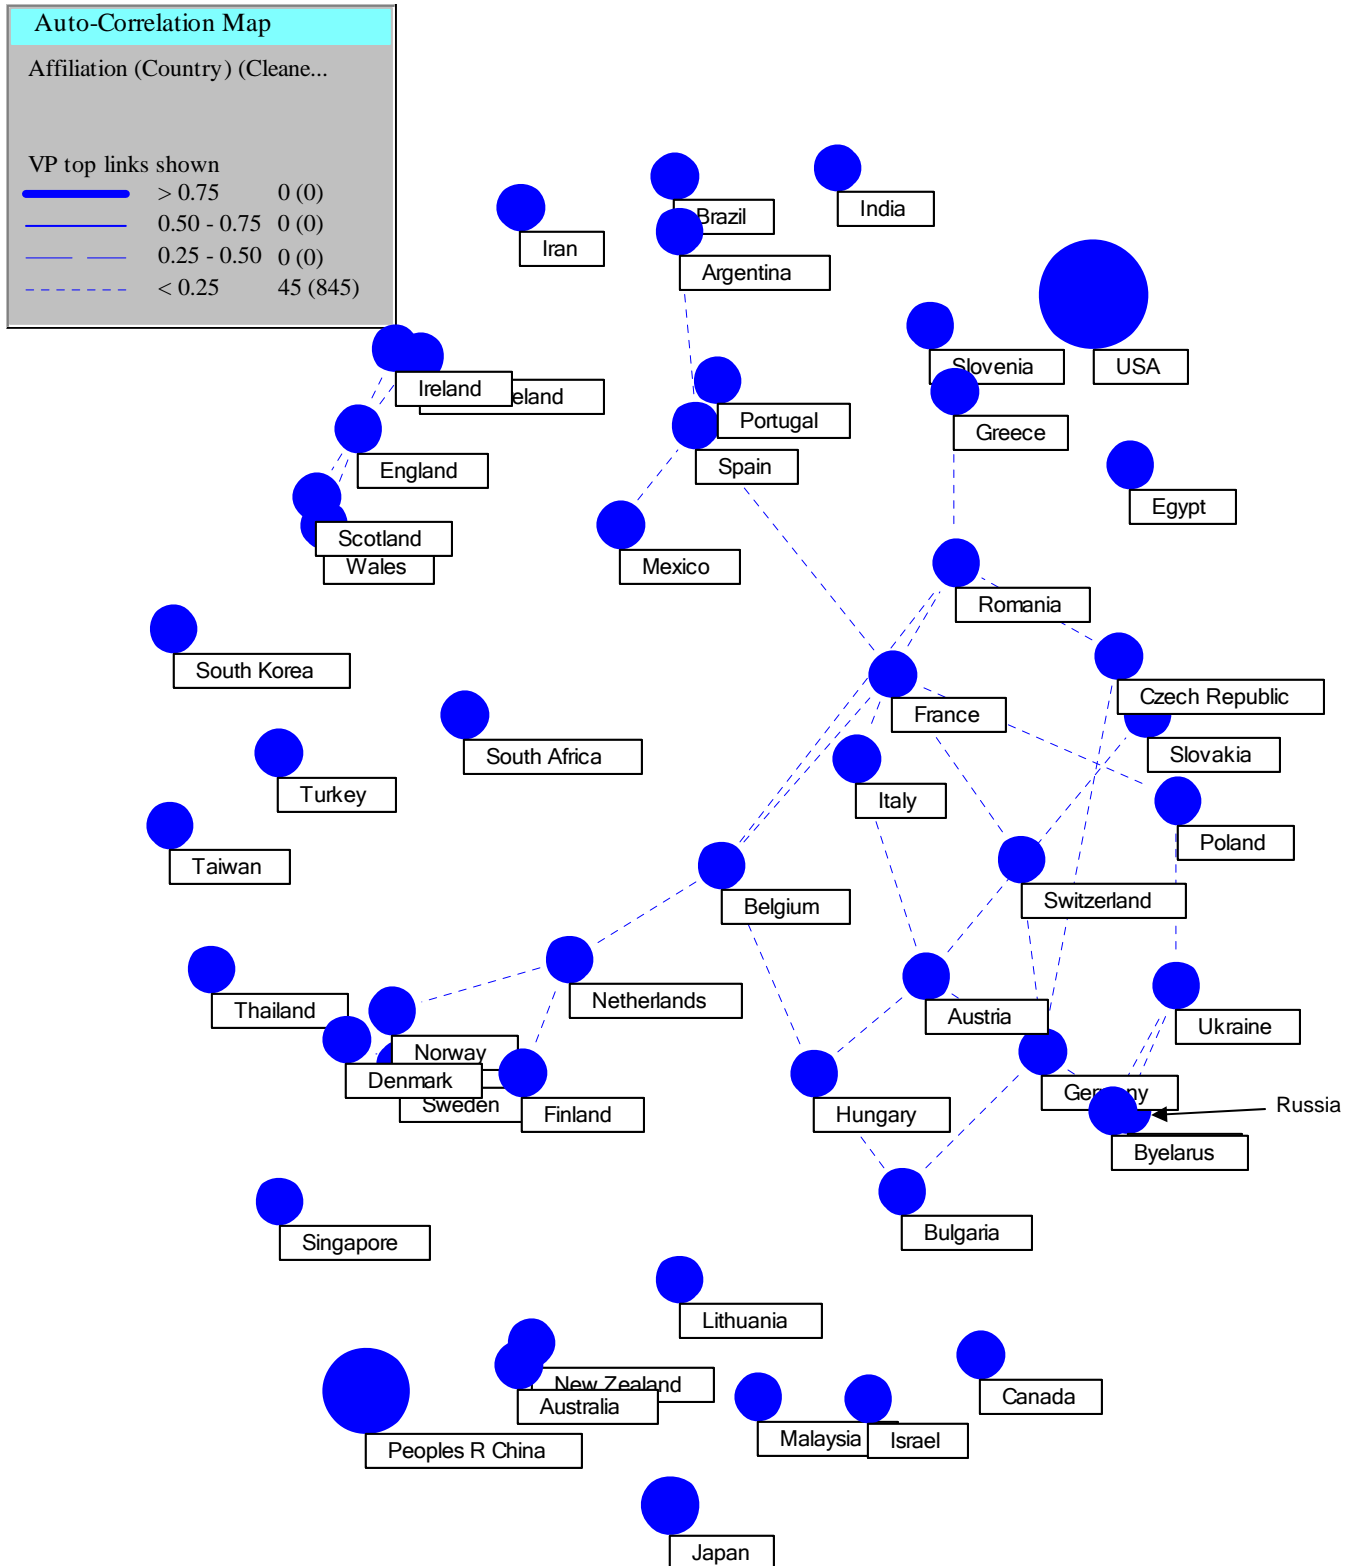 Auto-Correlation Map
Affiliation (Country) (Cleane...
VP top links shown
> 0.75 0 (0)
0.50 - 0.75 0 (0)
0.25 - 0.50 0 (0)
< 0.25 45 (845)
Brazil
India
Iran
Argentina
Slovenia
USA
Ireland
eland
Portugal
Greece
England
Spain
Egypt
Scotland
Wales
Mexico
Romania
South Korea
Czech Republic
France
South Africa
Slovakia
Turkey
Italy
Poland
Taiwan
Belgium
Switzerland
Netherlands
Thailand
Austria
Ukraine
Norway
Denmark
Sweden
Finland
Hungary
Germany
Russia
Byelarus
Bulgaria
Singapore
Lithuania
New Zealand
Australia
Canada
Malaysia
Israel
Peoples R China
Japan